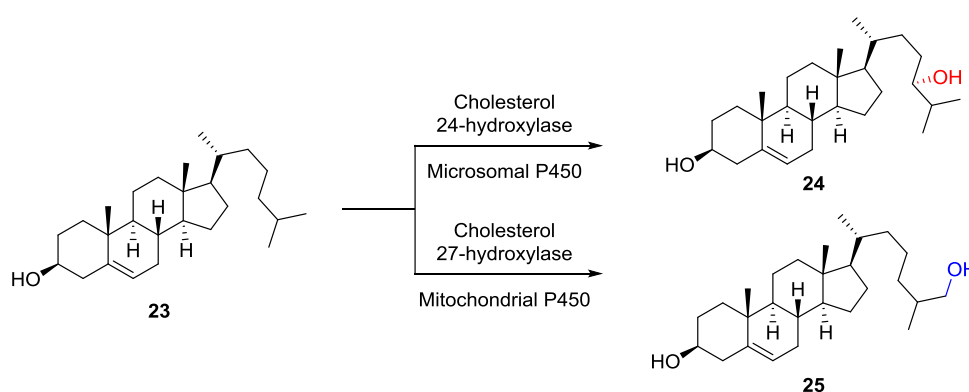 OH
H
H
H
HO
24
Cholesterol
24-hydroxylase
Microsomal P450
H
H
H
HO
23
Cholesterol
27-hydroxylase
Mitochondrial P450
OH
H
H
H
HO
25